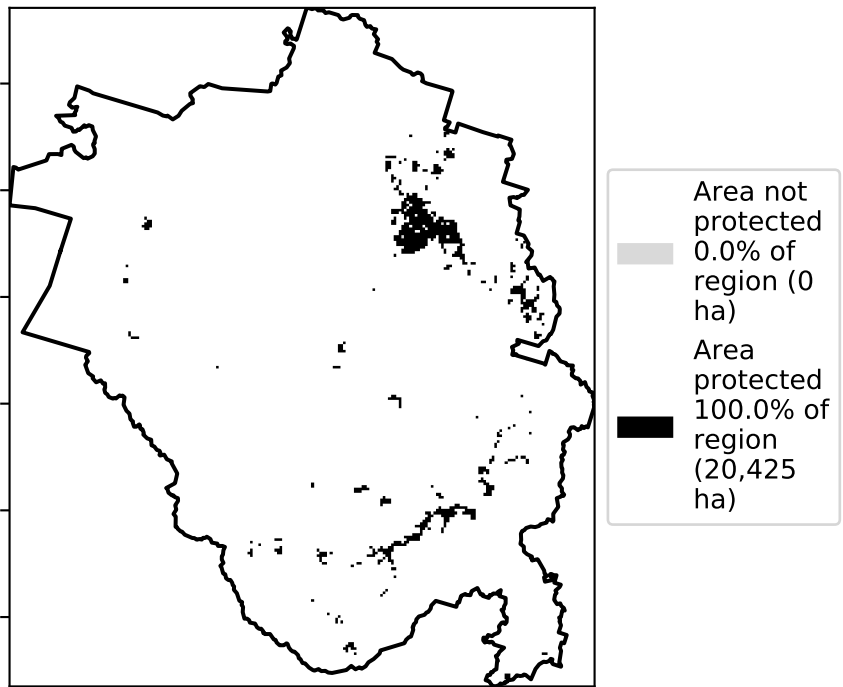 Area not
protected
0.0% of
region (0
ha)
Area
protected
100.0% of
region
(20,425
ha)